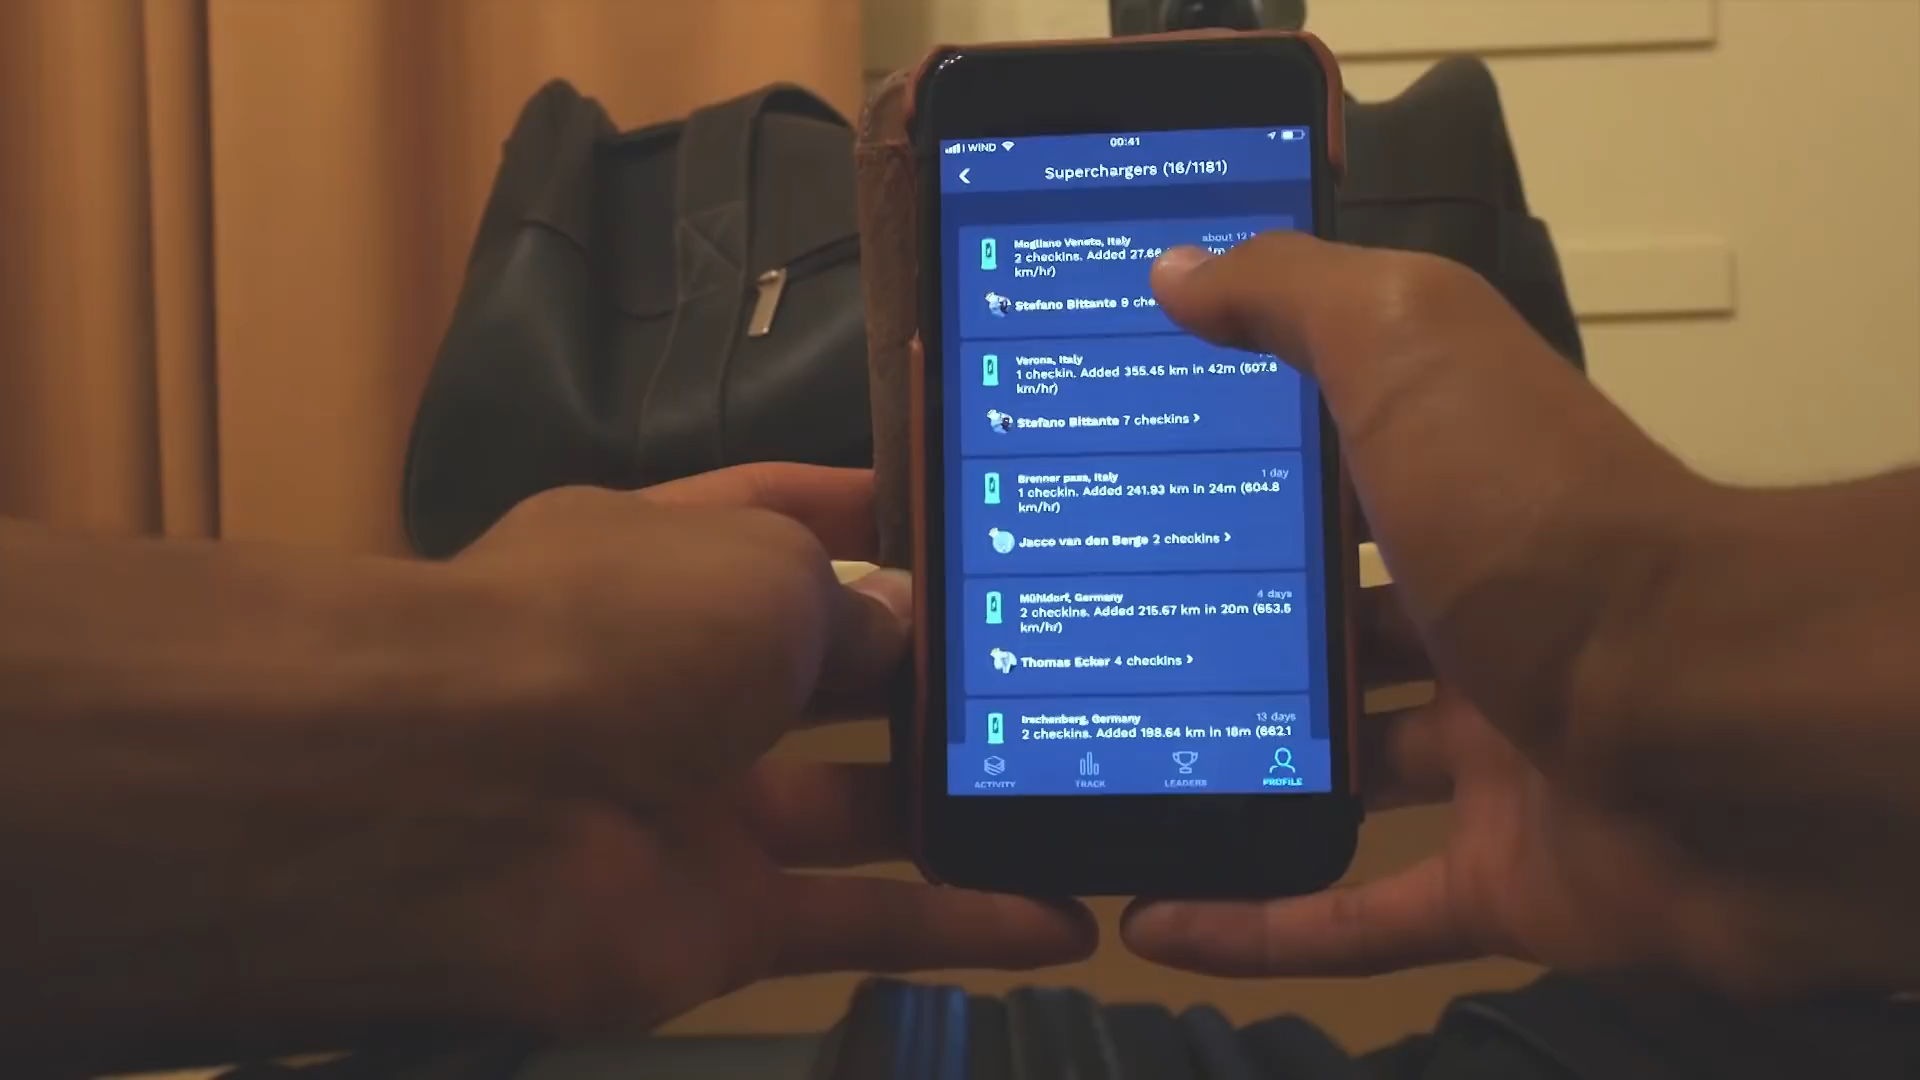 I WIND 00:41
Superchargers (16/1181)
Mogliano Veneto, Italy about 12
2 checkins. Added 27.66
km/hr)
Stefano Bittante 9 che
Verona, Italy
1 checkin. Added 355.45 km in 42m (507.8
km/hr)
Stefano Bittante 7 checkins >
Brenner pass, Italy 1 day
1 checkin. Added 241.93 km in 24m (604.8
km/hr)
Jacco van den Berge 2 checkins >
Mühldorf, Germany 4 days
2 checkins. Added 215.67 km in 20m (653.5
km/hr)
Thomas Ecker 4 checkins >
Irschenberg, Germany 13 days
2 checkins. Added 198.64 km in 18m (662.1
ACTIVITY TRACK LEADERS PROFILE